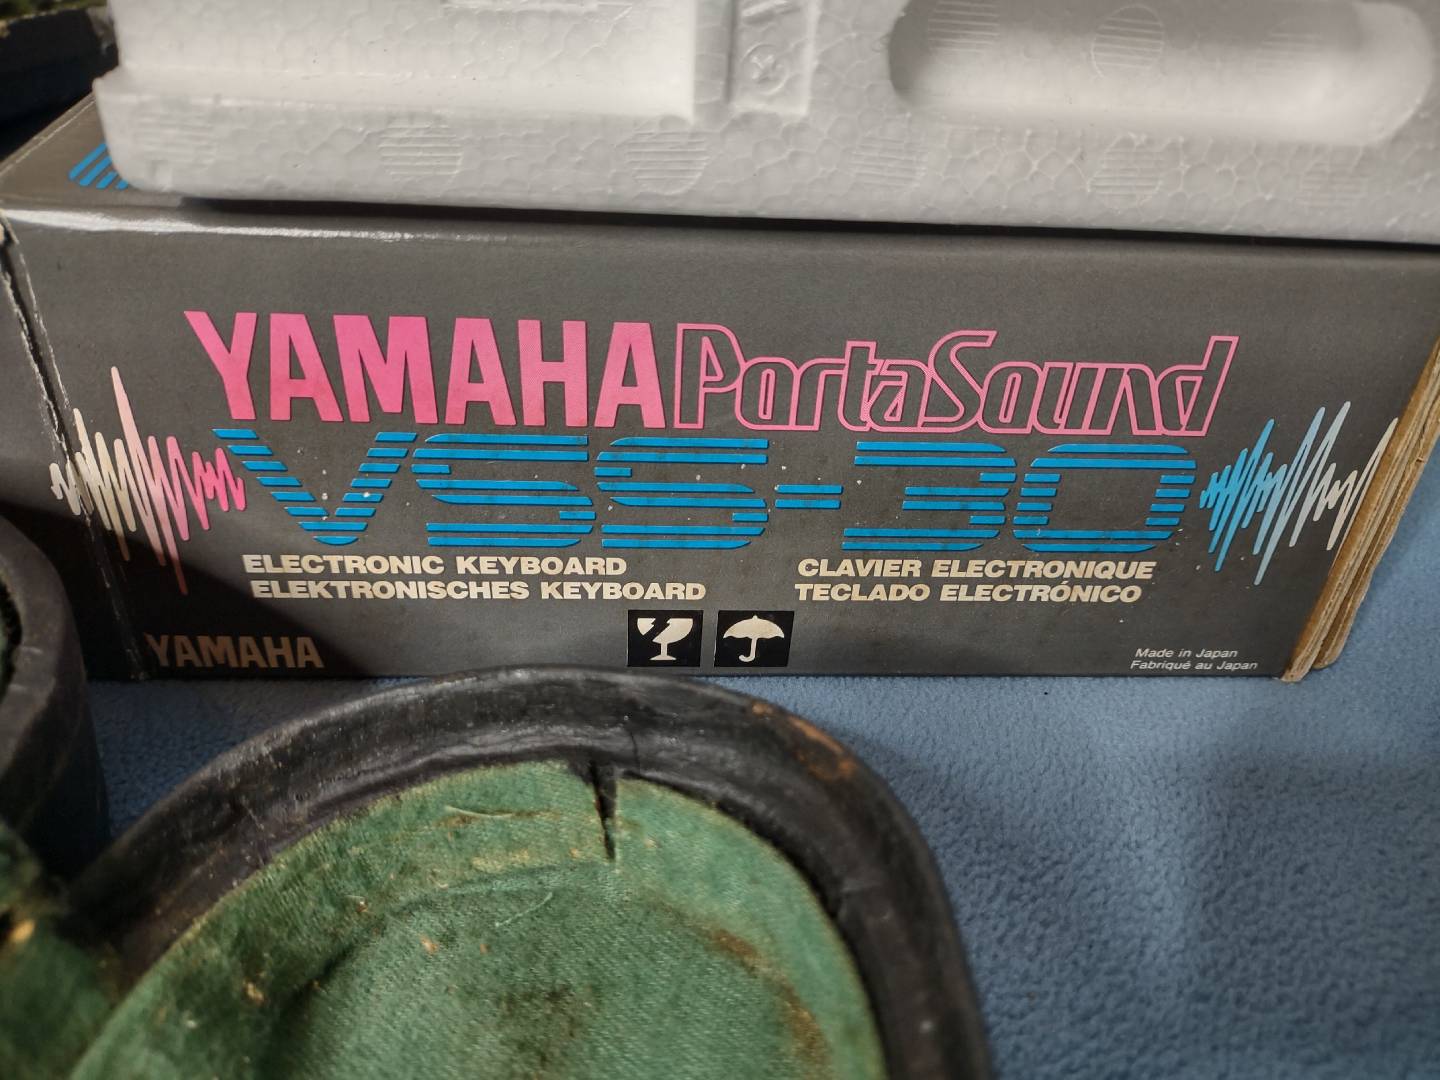 YAMAHA PortaSound
VSS-30
ELECTRONIC KEYBOARD
ELEKTRONISCHES KEYBOARD
CLAVIER ELECTRONIQUE
TECLADO ELECTRÓNICO
YAMAHA
Made in Japan
Fabriqué au Japan